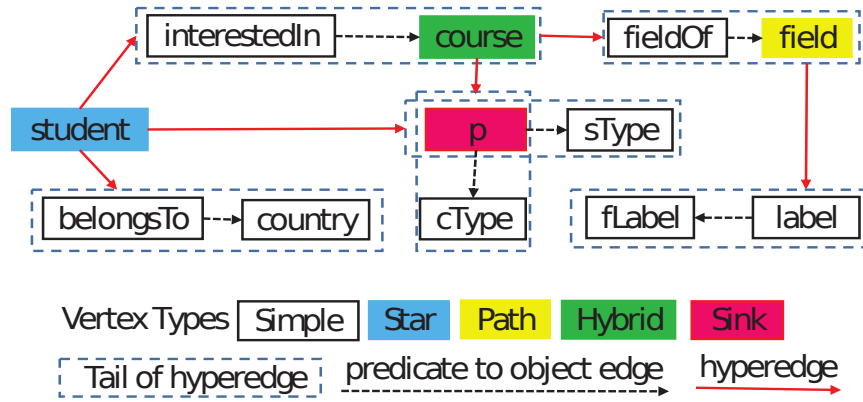 interestedIn course fieldOf field
student p sType
belongsTo country cType fLabel label
Vertex Types Simple Star Path Hybrid Sink
Tail of hyperedge predicate to object edge hyperedge